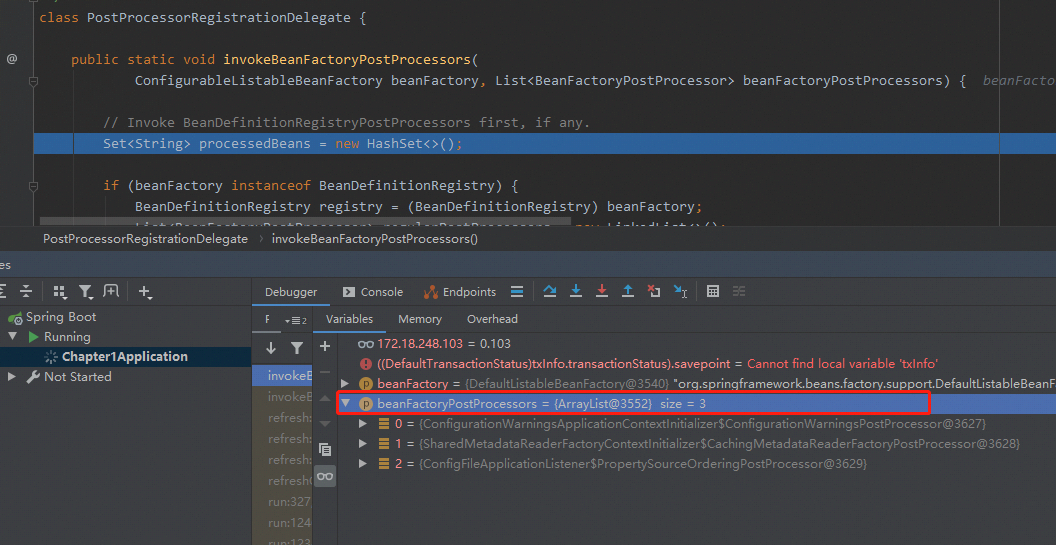 class PostProcessorRegistrationDelegate {
@ public static void invokeBeanFactoryPostProcessors(
ConfigurableListableBeanFactory beanFactory, List<BeanFactoryPostProcessor> beanFactoryPostProcessors) { beanFacto
// Invoke BeanDefinitionRegistryPostProcessors first, if any.
Set<String> processedBeans = new HashSet<>();
if (beanFactory instanceof BeanDefinitionRegistry) {
BeanDefinitionRegistry registry = (BeanDefinitionRegistry) beanFactory;
List<BeanFactoryPostProcessor> regularPostProcessors = new LinkedList<>();
PostProcessorRegistrationDelegate › invokeBeanFactoryPostProcessors()
es
Debugger Console Endpoints
Spring Boot
Running
Chapter1Application
Not Started
F 2 Variables Memory Overhead
172.18.248.103 = 0.103
((DefaultTransactionStatus)txInfo.transactionStatus).savepoint = Cannot find local variable 'txInfo'
invokeB beanFactory = {DefaultListableBeanFactory@3540} "org.springframework.beans.factory.support.DefaultListableBeanF
invokeB beanFactoryPostProcessors = {ArrayList@3552} size = 3
refresh: 0 = {ConfigurationWarningsApplicationContextInitializer$ConfigurationWarningsPostProcessor@3627}
refresh: 1 = {SharedMetadataReaderFactoryContextInitializer$CachingMetadataReaderFactoryPostProcessor@3628}
refresh: 2 = {ConfigFileApplicationListener$PropertySourceOrderingPostProcessor@3629}
refresh
run:327
run:124
run:123